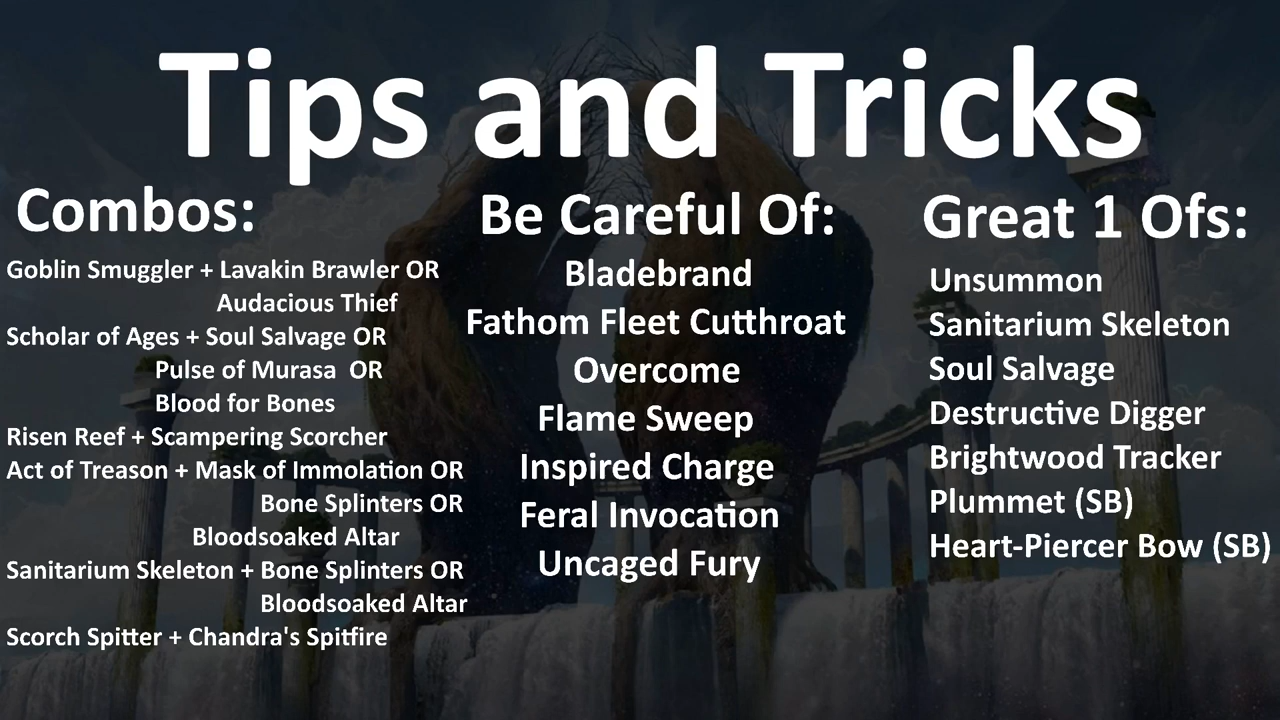 Tips and Tricks
Combos:
Goblin Smuggler + Lavakin Brawler OR
Audacious Thief
Scholar of Ages + Soul Salvage OR
Pulse of Murasa OR
Blood for Bones
Risen Reef + Scampering Scorcher
Act of Treason + Mask of Immolation OR
Bone Splinters OR
Bloodsoaked Altar
Sanitarium Skeleton + Bone Splinters OR
Bloodsoaked Altar
Scorch Spitter + Chandra's Spitfire
Be Careful Of:
Bladebrand
Fathom Fleet Cutthroat
Overcome
Flame Sweep
Inspired Charge
Feral Invocation
Uncaged Fury
Great 1 Ofs:
Unsummon
Sanitarium Skeleton
Soul Salvage
Destructive Digger
Brightwood Tracker
Plummet (SB)
Heart-Piercer Bow (SB)